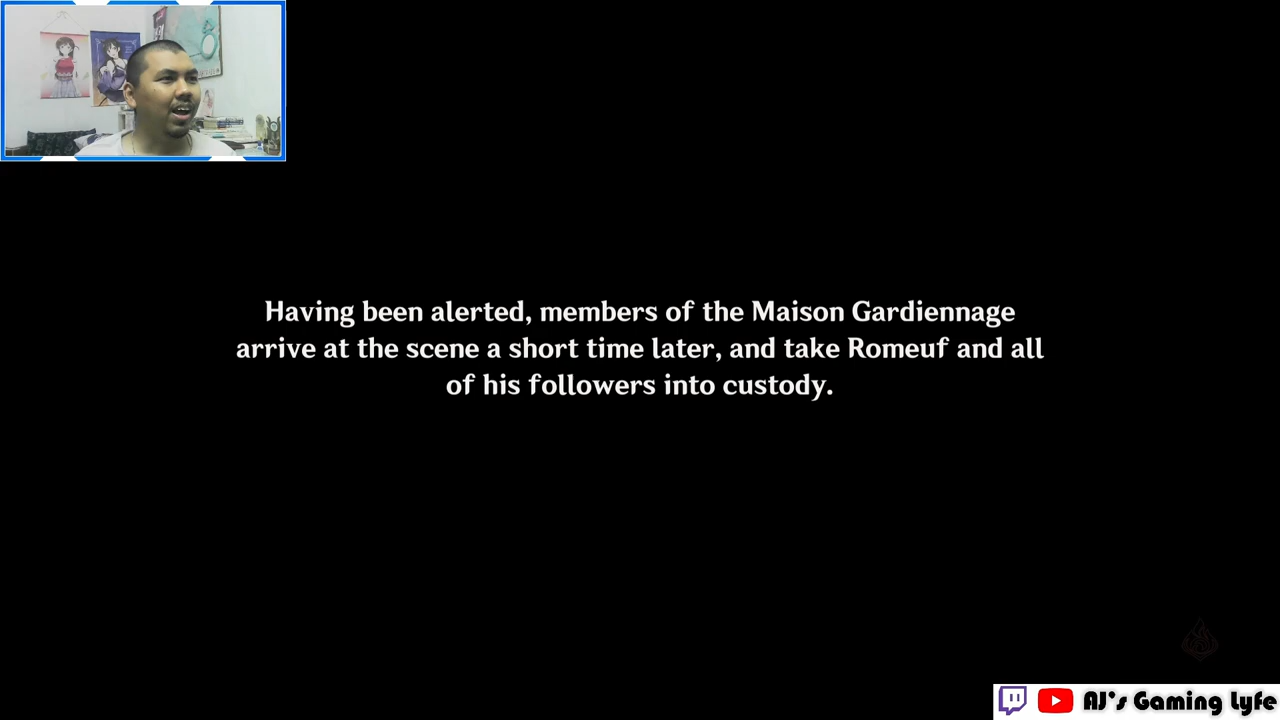 Having been alerted, members of the Maison Gardiennage
arrive at the scene a short time later, and take Romeuf and all
of his followers into custody.
AJ's Gaming Lyfe